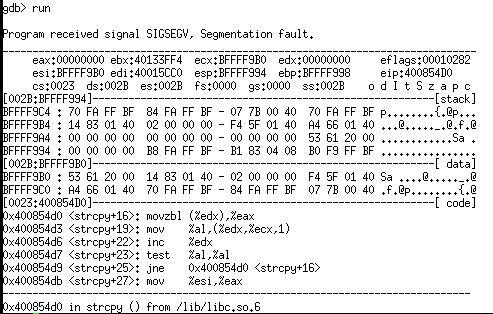 gdb> run
Program received signal SIGSEGV, Segmentation fault.
eax:00000000 ebx:40133FF4 ecx:BFFFF9B0 edx:00000000 eflags:00010282
esi:BFFFF9B0 edi:40015CC0 esp:BFFFF994 ebp:BFFFF998 eip:400854D0
cs:0023 ds:002B es:002B fs:0000 gs:0000 ss:002B o d I t S z a p c
[002B:BFFFF994]---------------------------------------------------------[stack]
BFFFF9C4 : 70 FA FF BF 84 FA FF BF - 07 7B 00 40 70 FA FF BF p........{.@p...
BFFFF9B4 : 14 83 01 40 02 00 00 00 - F4 5F 01 40 A4 66 01 40 ...@....._.@.f.@
BFFFF9A4 : 00 00 00 00 00 00 00 00 - 00 00 00 00 53 61 20 00 ............Sa .
BFFFF994 : 00 00 00 00 B8 FA FF BF - B1 83 04 08 B0 F9 FF BF ................
[002B:BFFFF9B0]---------------------------------------------------------[ data]
BFFFF9B0 : 53 61 20 00 14 83 01 40 - 02 00 00 00 F4 5F 01 40 Sa ....@....._.@
BFFFF9C0 : A4 66 01 40 70 FA FF BF - 84 FA FF BF 07 7B 00 40 .f.@p........{.@
[0023:400854D0]---------------------------------------------------------[ code]
0x400854d0 <strcpy+16>: movzbl (%edx),%eax
0x400854d3 <strcpy+19>: mov %al,(%edx,%ecx,1)
0x400854d6 <strcpy+22>: inc %edx
0x400854d7 <strcpy+23>: test %al,%al
0x400854d9 <strcpy+25>: jne 0x400854d0 <strcpy+16>
0x400854db <strcpy+27>: mov %esi,%eax
0x400854d0 in strcpy () from /lib/libc.so.6